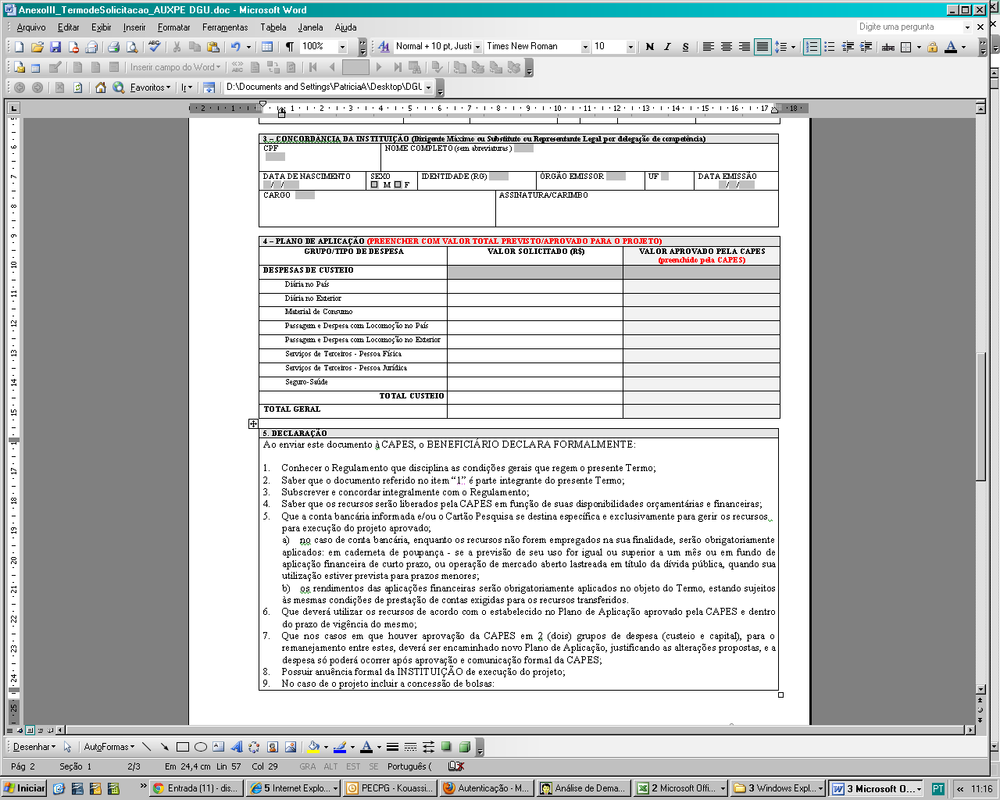 AnexoIII_TermodeSolicitacao_AUXPE DGU.doc - Microsoft Word
Arquivo Editar Exibir Inserir Formatar Ferramentas Tabela Janela Ajuda Digite uma pergunta
100% Normal + 10 pt, Justi Times New Roman 10 N I S
Inserir campo do Word
Favoritos Ir D:\Documents and Settings\PatriciaA\Desktop\DGU
3 – CONCORDÂNCIA DA INSTITUIÇÃO (Dirigente Máximo ou Substituto ou Representante Legal por delegação de competência)
CPF NOME COMPLETO (sem abreviaturas)
DATA DE NASCIMENTO SEXO IDENTIDADE (RG) ÓRGÃO EMISSOR UF DATA EMISSÃO
/ / M F / /
CARGO ASSINATURA/CARIMBO
4 – PLANO DE APLICAÇÃO (PREENCHER COM VALOR TOTAL PREVISTO/APROVADO PARA O PROJETO)
GRUPO/TIPO DE DESPESA VALOR SOLICITADO (R$) VALOR APROVADO PELA CAPES
(preenchido pela CAPES)
DESPESAS DE CUSTEIO
Diária no País
Diária no Exterior
Material de Consumo
Passagem e Despesa com Locomoção no País
Passagem e Despesa com Locomoção no Exterior
Serviços de Terceiros - Pessoa Física
Serviços de Terceiros - Pessoa Jurídica
Seguro-Saúde
TOTAL CUSTEIO
TOTAL GERAL
5. DECLARAÇÃO
Ao enviar este documento à CAPES, o BENEFICIÁRIO DECLARA FORMALMENTE:
1. Conhecer o Regulamento que disciplina as condições gerais que regem o presente Termo;
2. Saber que o documento referido no item “1” é parte integrante do presente Termo;
3. Subscrever e concordar integralmente com o Regulamento;
4. Saber que os recursos serão liberados pela CAPES em função de suas disponibilidades orçamentárias e financeiras;
5. Que a conta bancária informada e/ou o Cartão Pesquisa se destina específica e exclusivamente para gerir os recursos
para execução do projeto aprovado;
a) no caso de conta bancária, enquanto os recursos não forem empregados na sua finalidade, serão obrigatoriamente
aplicados: em caderneta de poupança - se a previsão de seu uso for igual ou superior a um mês ou em fundo de
aplicação financeira de curto prazo, ou operação de mercado aberto lastreada em título da dívida pública, quando sua
utilização estiver prevista para prazos menores;
b) os rendimentos das aplicações financeiras serão obrigatoriamente aplicados no objeto do Termo, estando sujeitos
às mesmas condições de prestação de contas exigidas para os recursos transferidos.
6. Que deverá utilizar os recursos de acordo com o estabelecido no Plano de Aplicação aprovado pela CAPES e dentro
do prazo de vigência do mesmo;
7. Que nos casos em que houver aprovação da CAPES em 2 (dois) grupos de despesa (custeio e capital), para o
remanejamento entre estes, deverá ser encaminhado novo Plano de Aplicação, justificando as alterações propostas, e a
despesa só poderá ocorrer após aprovação e comunicação formal da CAPES;
8. Possuir anuência formal da INSTITUIÇÃO de execução do projeto;
9. No caso de o projeto incluir a concessão de bolsas:
Desenhar AutoFormas
Pág 2 Seção 1 2/3 Em 24,4 cm Lin 57 Col 29 GRA ALT EST SE Português (
Iniciar » Entrada (11) - dis... 5 Internet Explo... PECPG - Kouassi... Autenticação - M... Análise de Dema... 2 Microsoft Offi... 3 Windows Expl... 3 Microsoft O... PT « 11:16